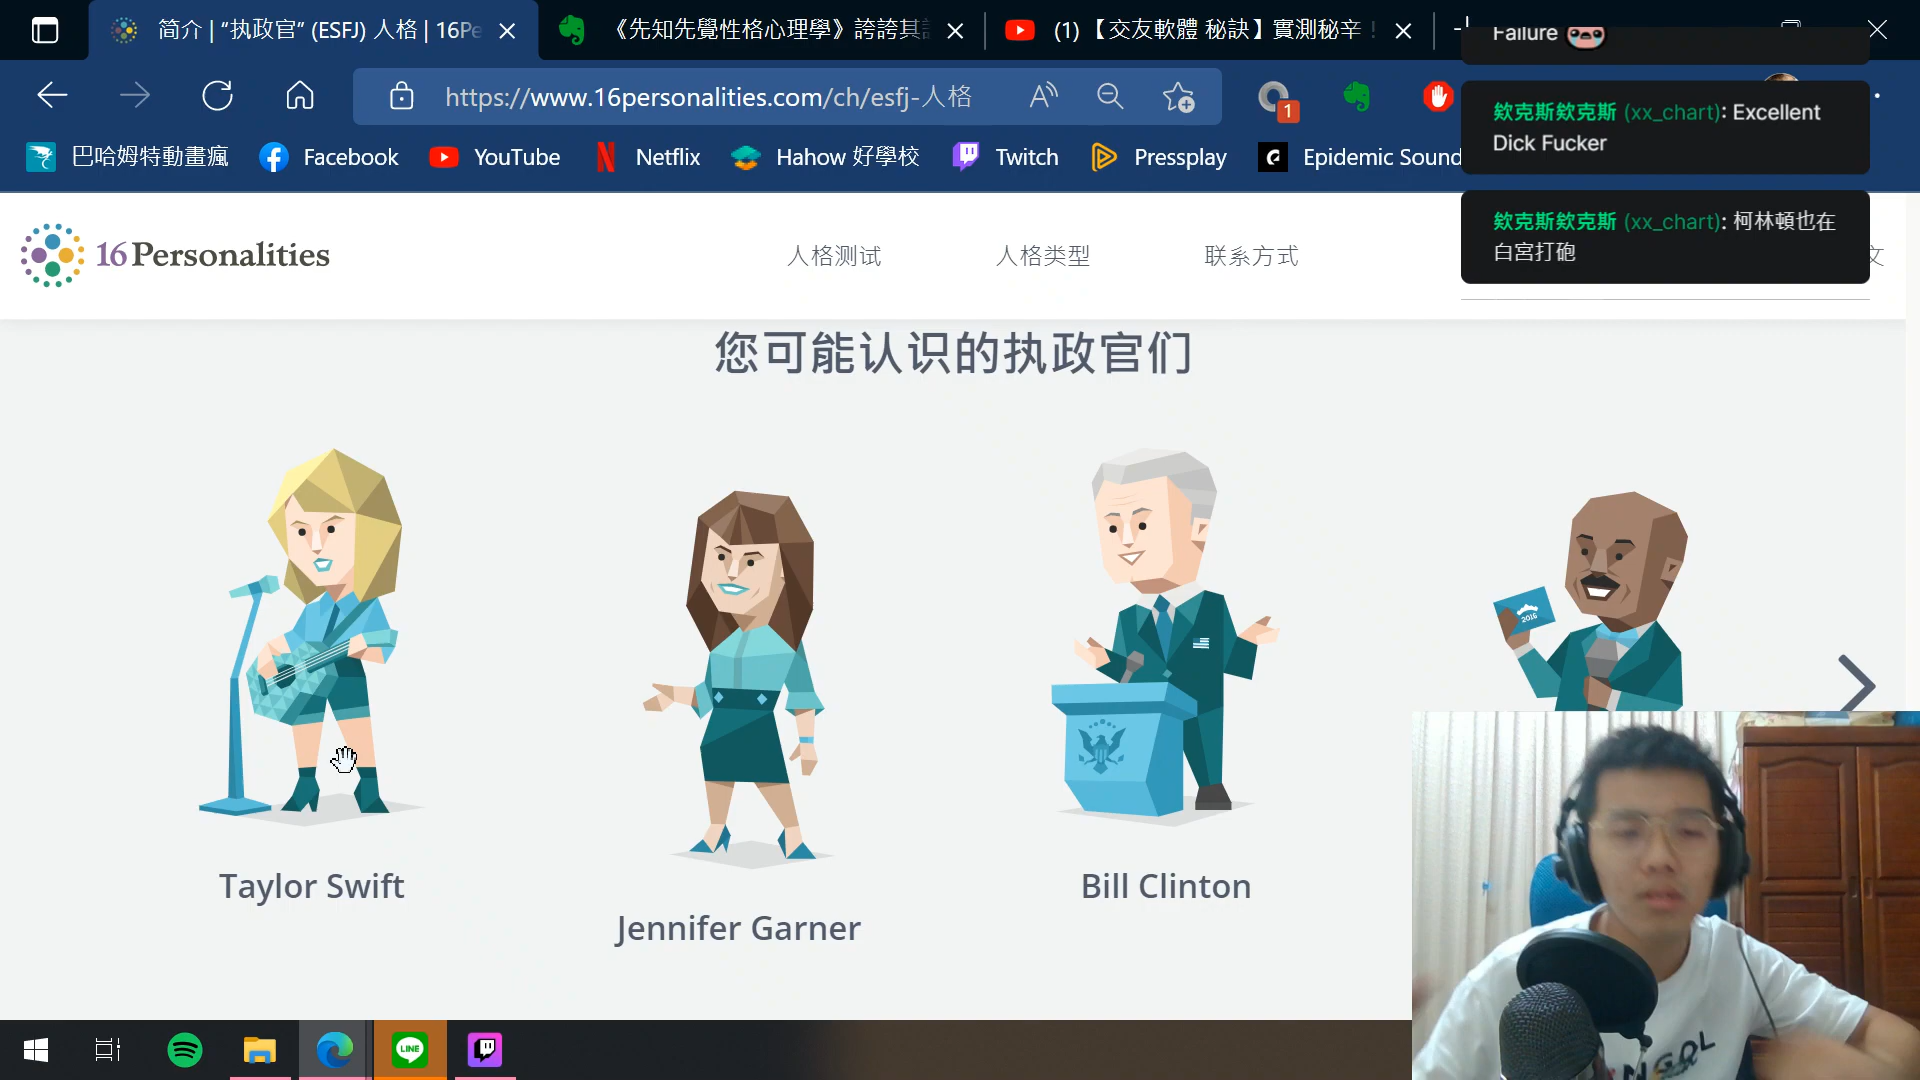 简介 | “执政官” (ESFJ) 人格 | 16Pe
《先知先覺性格心理學》誇誇其
(1) 【交友軟體 秘訣】實測秘辛！
Failure
https://www.16personalities.com/ch/esfj-人格
1
欸克斯欸克斯 (xx_chart): Excellent
Dick Fucker
巴哈姆特動畫瘋
Facebook
YouTube
Netflix
Hahow 好學校
Twitch
Pressplay
Epidemic Sound
欸克斯欸克斯 (xx_chart): 柯林頓也在
白宮打砲
16Personalities
人格测试
人格类型
联系方式
文
您可能认识的执政官们
2016
Taylor Swift
Jennifer Garner
Bill Clinton
LINE